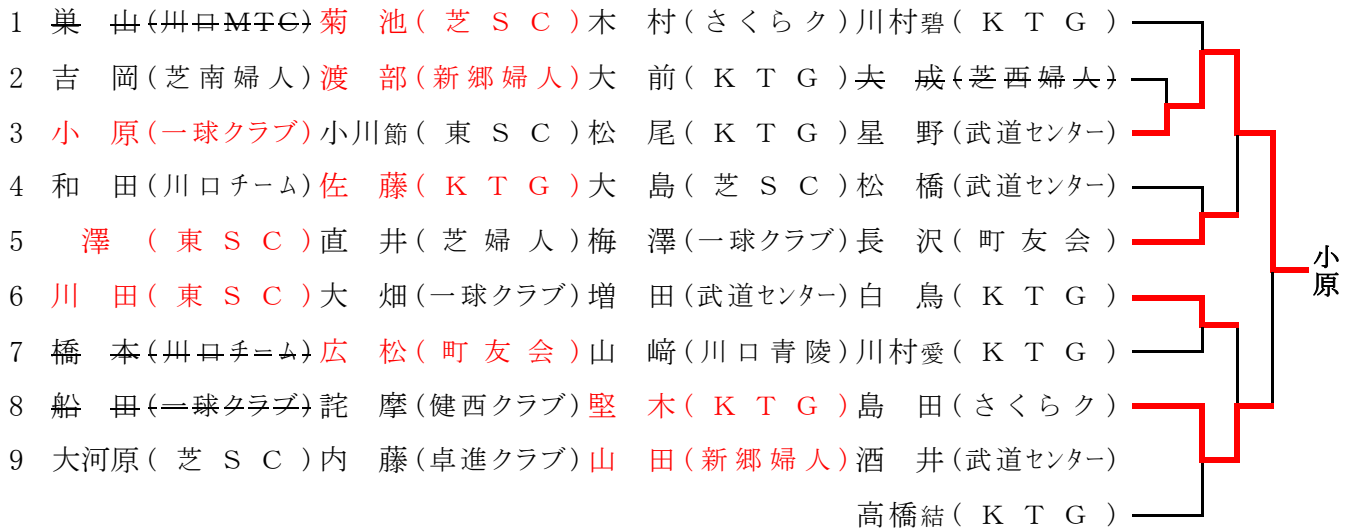 1 巣 山(川口MTC) 菊 池(芝SC) 木 村(さくらク) 川村碧(KTG)
2 吉 岡(芝南婦人) 渡 部(新郷婦人) 大 前(KTG) 大 成(芝西婦人)
3 小 原(一球クラブ) 小川節(東SC) 松 尾(KTG) 星 野(武道センター)
4 和 田(川口チーム) 佐 藤(KTG) 大 島(芝SC) 松 橋(武道センター)
5 澤 (東SC) 直 井(芝婦人) 梅 澤(一球クラブ) 長 沢(町友会)
小原
6 川 田(東SC) 大 畑(一球クラブ) 増 田(武道センター) 白 鳥(KTG)
7 橋 本(川口チーム) 広 松(町友会) 山 﨑(川口青陵) 川村愛(KTG)
8 船 田(一球クラブ) 詫 摩(健西クラブ) 堅 木(KTG) 島 田(さくらク)
9 大河原(芝SC) 内 藤(卓進クラブ) 山 田(新郷婦人) 酒 井(武道センター)
高橋結(KTG)